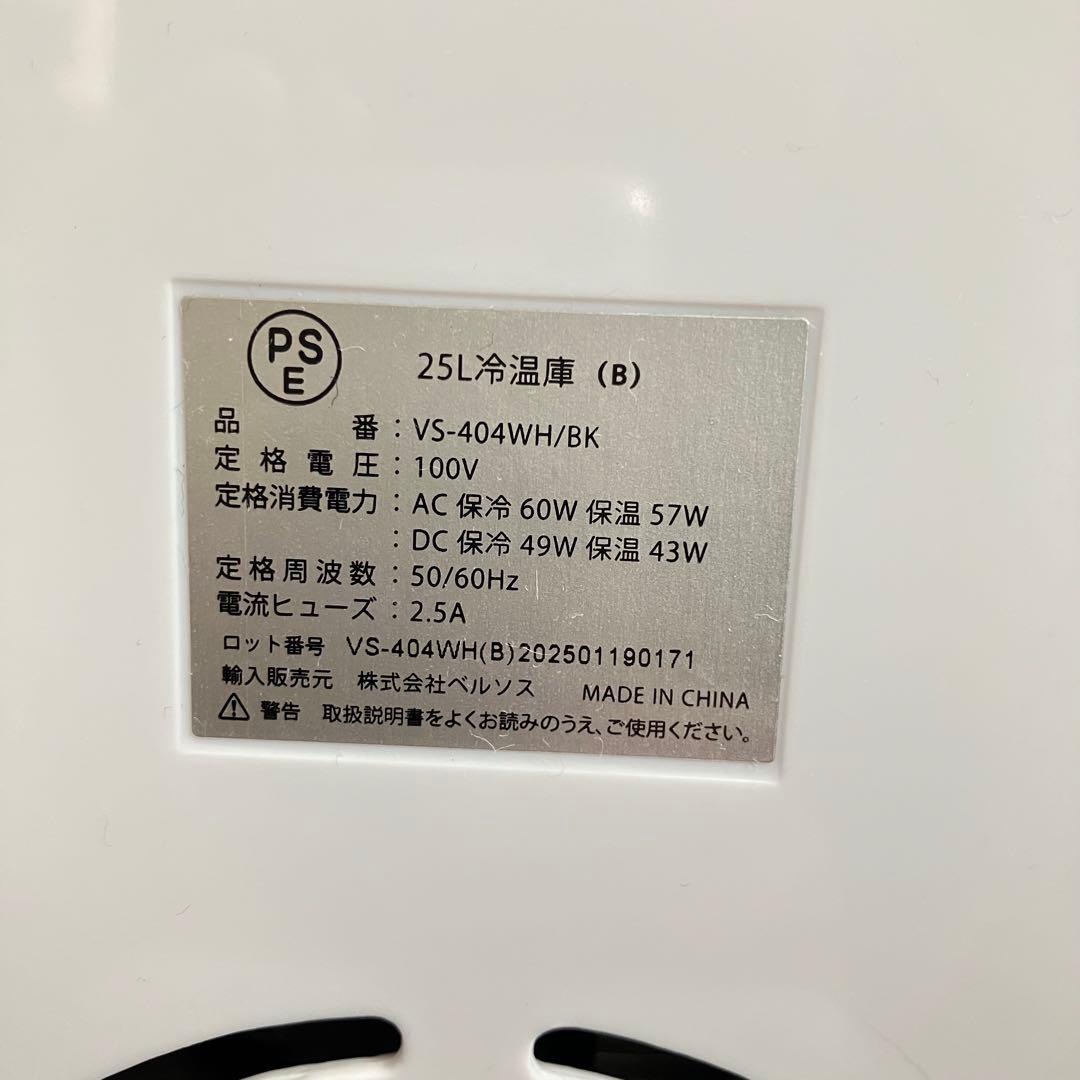 PS
E
25L冷温庫（B）
品番：VS-404WH/BK
定格電圧：100V
定格消費電力：AC 保冷 60W 保温 57W
：DC 保冷 49W 保温 43W
定格周波数：50/60Hz
電流ヒューズ：2.5A
ロット番号 VS-404WH(B)202501190171
輸入販売元 株式会社ベルソス MADE IN CHINA
⚠ 警告 取扱説明書をよくお読みのうえ、ご使用ください。